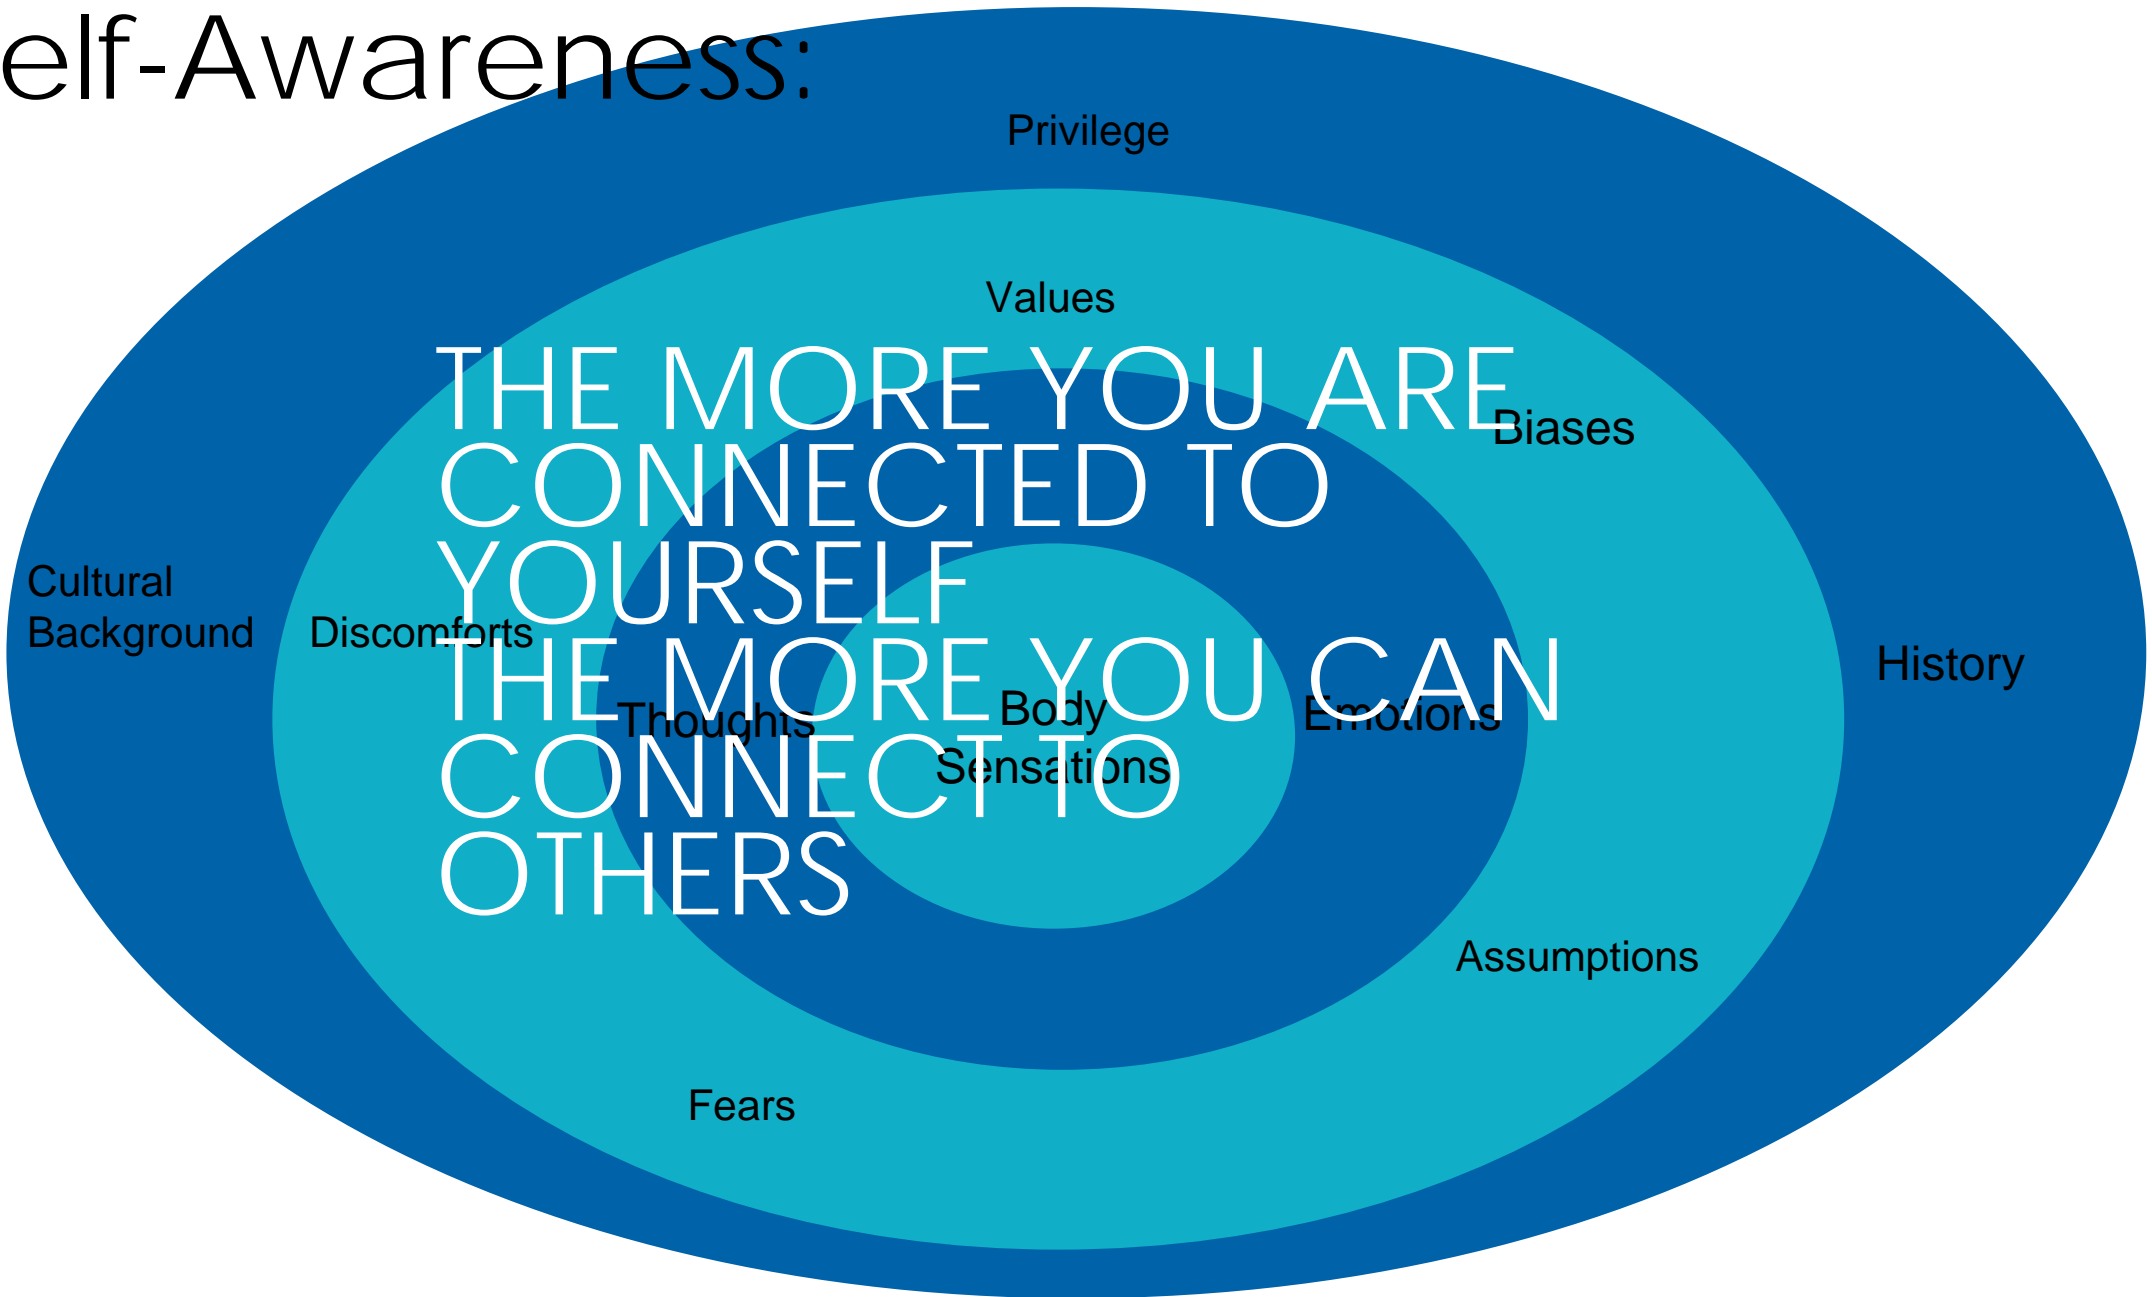 elf-Awareness:
Privilege
Values
THE MORE YOU ARE
Biases
CONNECTED TO
YOURSELF
Cultural
Background
Discomforts
THE MORE YOU CAN
History
Thoughts
Body
Sensations
Emotions
CONNECT TO
OTHERS
Assumptions
Fears